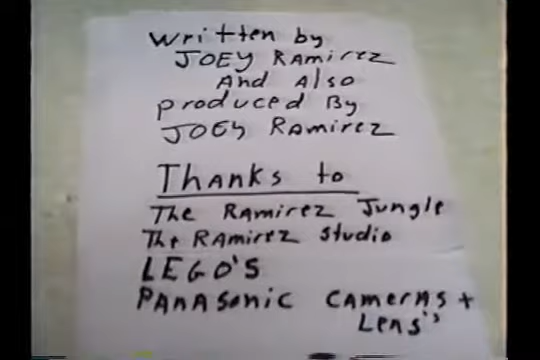 Written by
JOEY RAMIREZ
And Also
produced By
JOEY RAMIREZ
Thanks to
The RAMIREZ Jungle
The RAMIREZ Studio
LEGO'S
PANASONIC CAMERAS +
LENS's